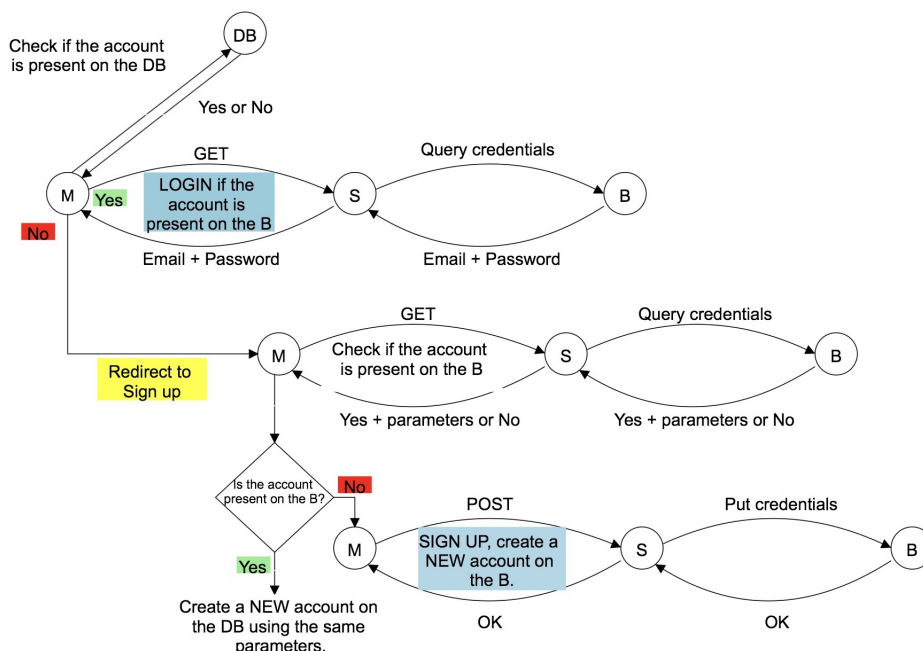 DB
Check if the account
is present on the DB
Yes or No
GET
Query credentials
M
Yes
LOGIN if the
account is
present on the B
S
B
No
Email + Password
Email + Password
GET
Query credentials
M
Check if the account
is present on the B
S
B
Redirect to
Sign up
Yes + parameters or No
Yes + parameters or No
Is the account
present on the B?
No
POST
Put credentials
M
SIGN UP, create a
NEW account on
the B.
S
B
Yes
OK
OK
Create a NEW account on
the DB using the same
parameters.